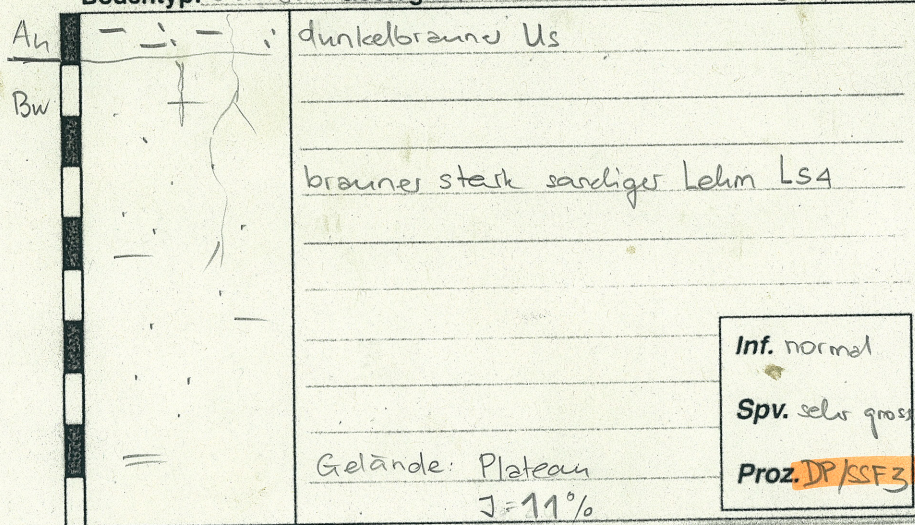 Ah dunkelbrauner Us
Bw
brauner stark sandiger Lehm Ls4
Inf. normal
Spv. sehr gross
Gelände: Plateau
Proz. DP/SSF3
J=11%